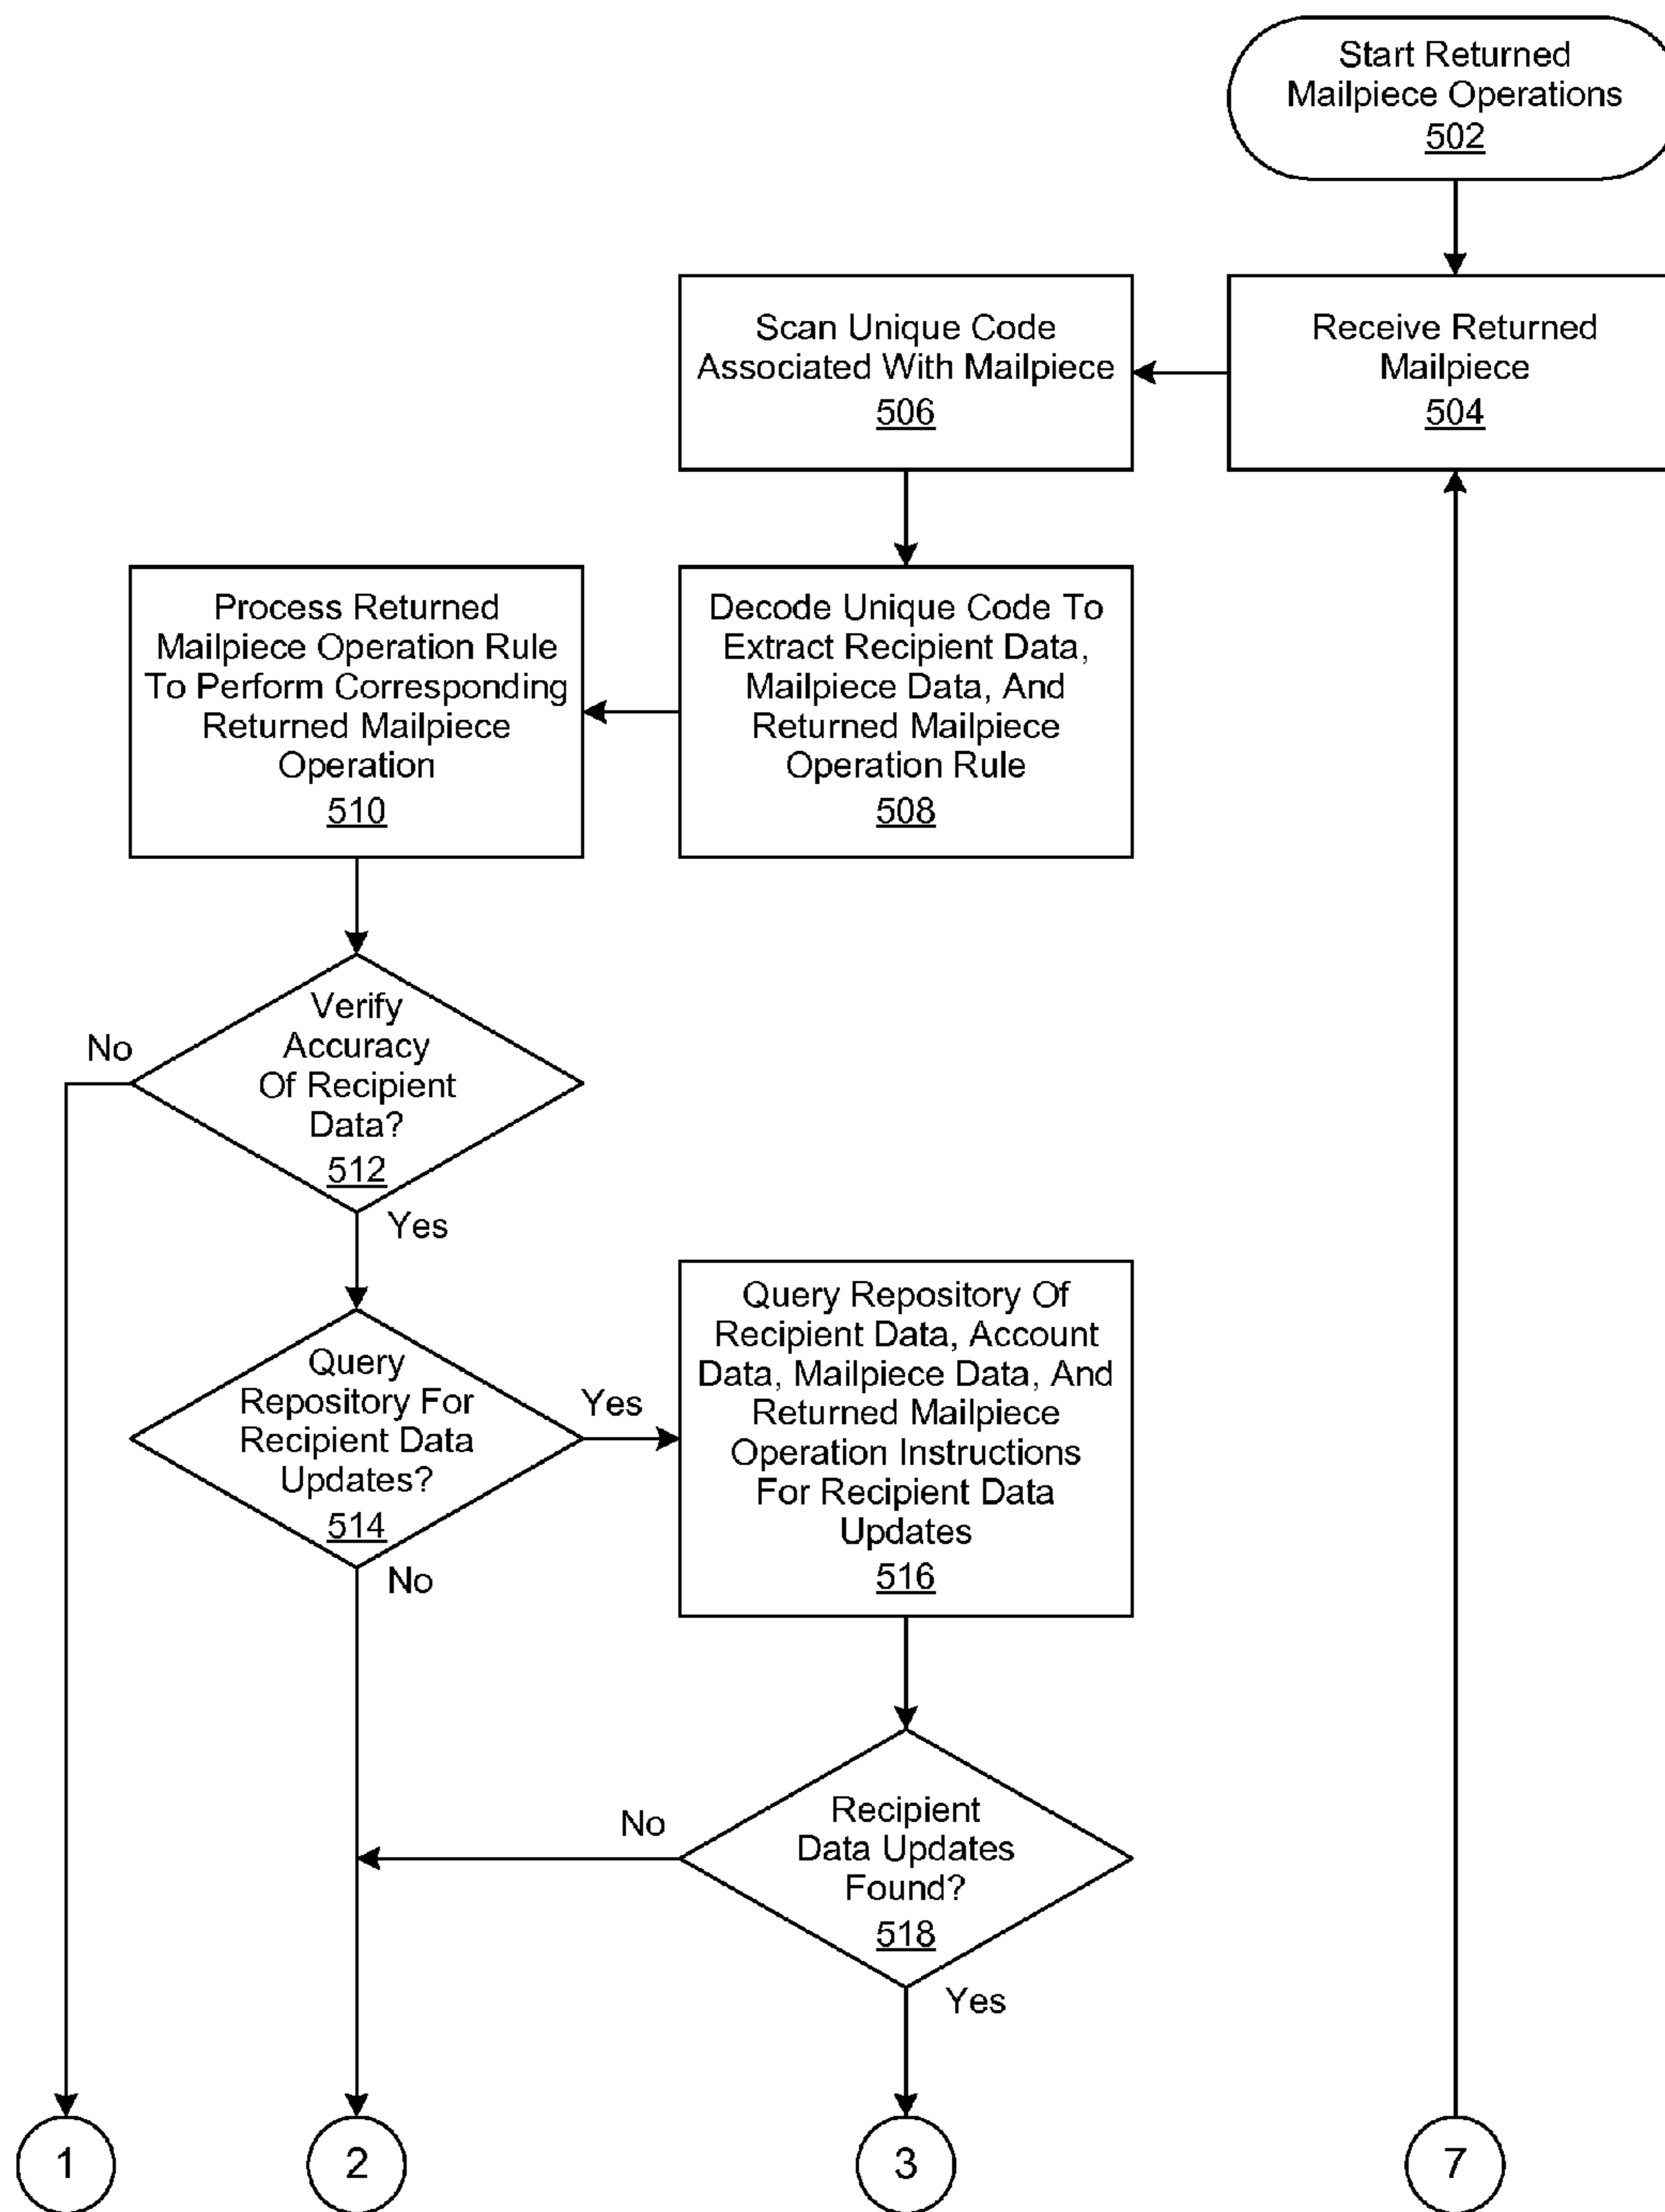 Start Returned
Mailpiece Operations
502
Receive Returned
Mailpiece
504
Scan Unique Code
Associated With Mailpiece
506
Decode Unique Code To
Extract Recipient Data,
Mailpiece Data, And
Returned Mailpiece
Operation Rule
508
Process Returned
Mailpiece Operation Rule
To Perform Corresponding
Returned Mailpiece
Operation
510
Verify
Accuracy
Of Recipient
Data?
512
No
Yes
Query
Repository For
Recipient Data
Updates?
514
Yes
No
Query Repository Of
Recipient Data, Account
Data, Mailpiece Data, And
Returned Mailpiece
Operation Instructions
For Recipient Data
Updates
516
Recipient
Data Updates
Found?
518
No
Yes
1
2
3
7